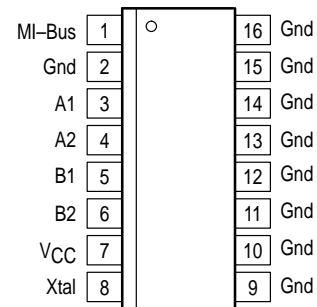 MI–Bus 1 16 Gnd
Gnd 2 15 Gnd
A1 3 14 Gnd
A2 4 13 Gnd
B1 5 12 Gnd
B2 6 11 Gnd
VCC 7 10 Gnd
Xtal 8 9 Gnd